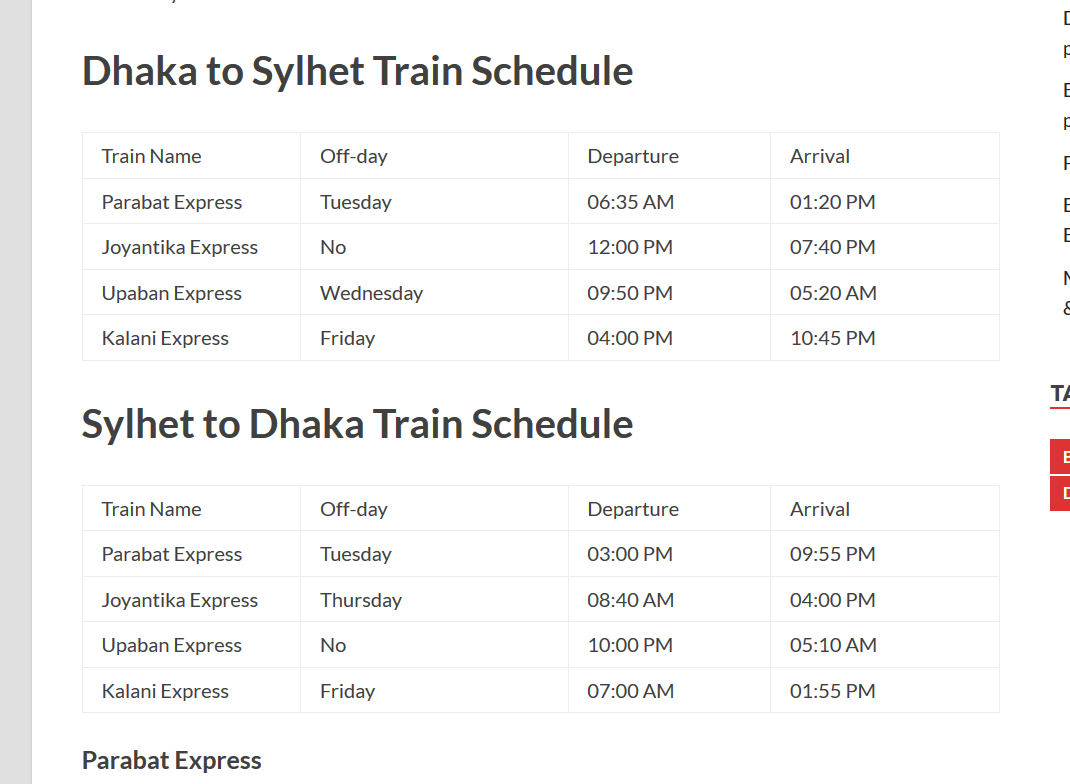 Dhaka to Sylhet Train Schedule
Train Name Off-day Departure Arrival
Parabat Express Tuesday 06:35 AM 01:20 PM
Joyantika Express No 12:00 PM 07:40 PM
Upaban Express Wednesday 09:50 PM 05:20 AM
Kalani Express Friday 04:00 PM 10:45 PM
Sylhet to Dhaka Train Schedule
Train Name Off-day Departure Arrival
Parabat Express Tuesday 03:00 PM 09:55 PM
Joyantika Express Thursday 08:40 AM 04:00 PM
Upaban Express No 10:00 PM 05:10 AM
Kalani Express Friday 07:00 AM 01:55 PM
Parabat Express